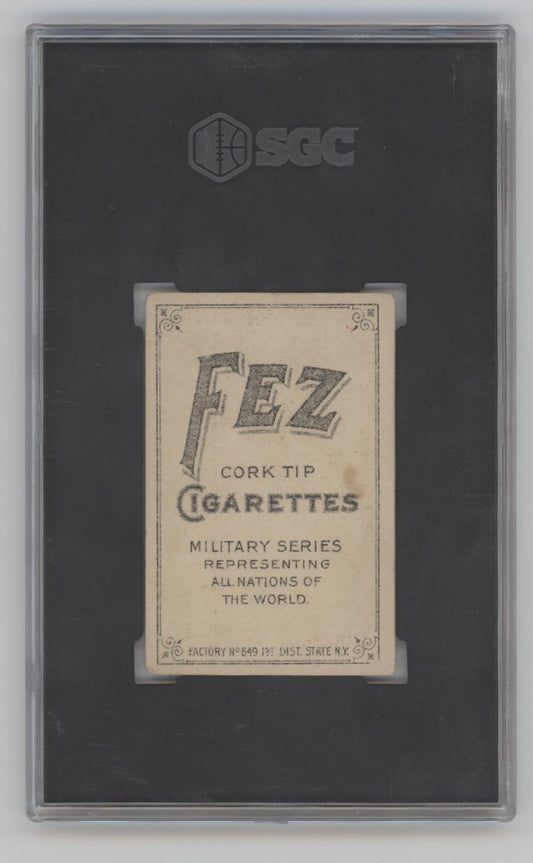 SGC
FEZ
CORK TIP
CIGARETTES
MILITARY SERIES
REPRESENTING
ALL NATIONS OF
THE WORLD.
FACTORY Nº 649 1ST DIST. STATE N.Y.